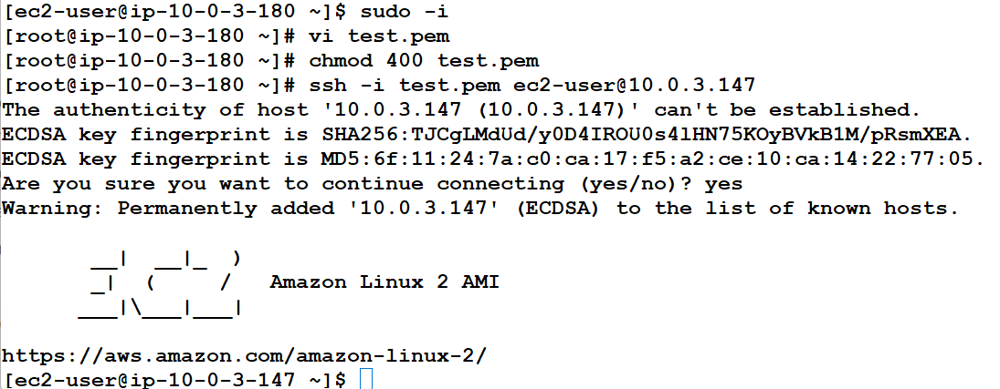 [ec2-user@ip-10-0-3-180 ~]$ sudo -i
[root@ip-10-0-3-180 ~]# vi test.pem
[root@ip-10-0-3-180 ~]# chmod 400 test.pem
[root@ip-10-0-3-180 ~]# ssh -i test.pem ec2-user@10.0.3.147
The authenticity of host '10.0.3.147 (10.0.3.147)' can't be established.
ECDSA key fingerprint is SHA256:TJCgLMdUd/y0D4IROU0s41HN75KOyBVkB1M/pRsmXEA.
ECDSA key fingerprint is MD5:6f:11:24:7a:c0:ca:17:f5:a2:ce:10:ca:14:22:77:05.
Are you sure you want to continue connecting (yes/no)? yes
Warning: Permanently added '10.0.3.147' (ECDSA) to the list of known hosts.

       __|  __|_  )
       _|  (     /   Amazon Linux 2 AMI
      ___|\___|___|

https://aws.amazon.com/amazon-linux-2/
[ec2-user@ip-10-0-3-147 ~]$